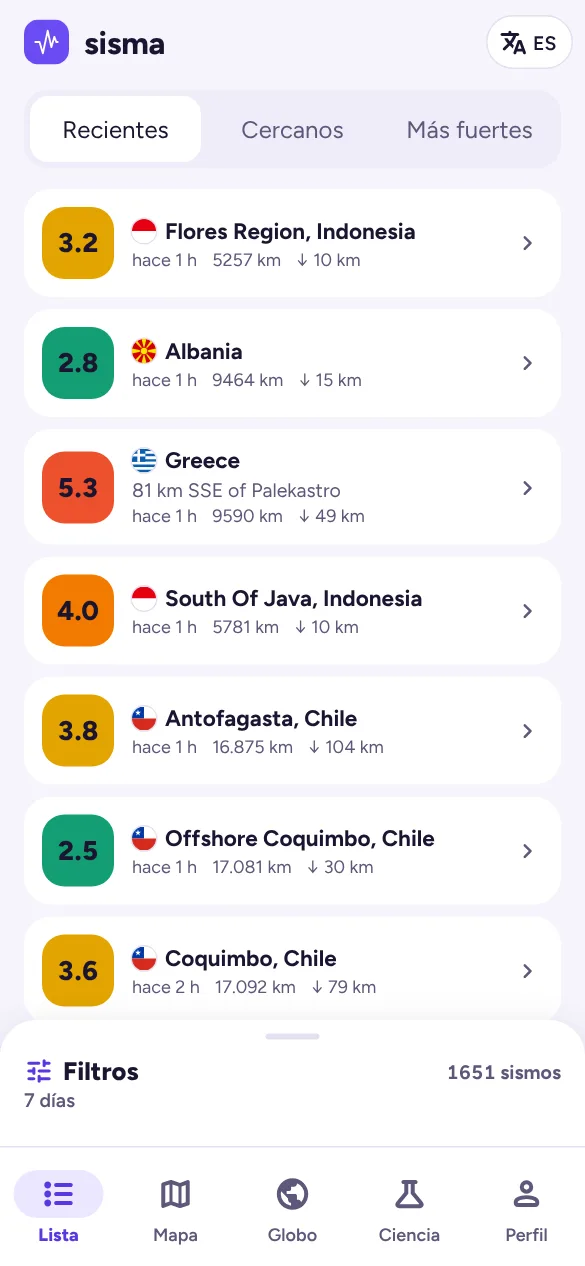 sisma
ES
Recientes Cercanos Más fuertes
3.2
Flores Region, Indonesia
hace 1 h 5257 km ↓ 10 km
2.8
Albania
hace 1 h 9464 km ↓ 15 km
5.3
Greece
81 km SSE of Palekastro
hace 1 h 9590 km ↓ 49 km
4.0
South Of Java, Indonesia
hace 1 h 5781 km ↓ 10 km
3.8
Antofagasta, Chile
hace 1 h 16.875 km ↓ 104 km
2.5
Offshore Coquimbo, Chile
hace 1 h 17.081 km ↓ 30 km
3.6
Coquimbo, Chile
hace 2 h 17.092 km ↓ 79 km
Filtros
1651 sismos
7 días
Lista Mapa Globo Ciencia Perfil